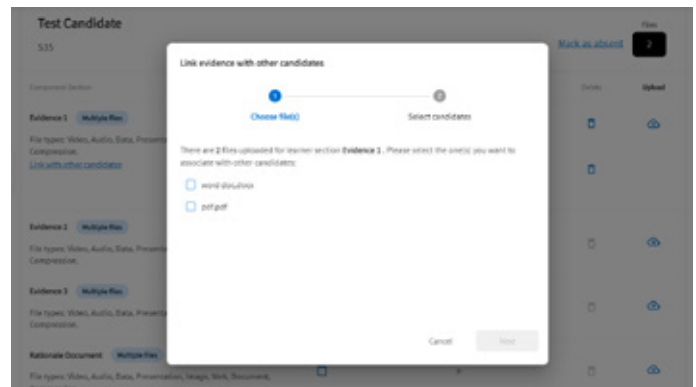 Test Candidate
535
Files
Mark as absent
2
Component Section
Delete
Upload
Link evidence with other candidates
1
2
Choose file(s)
Select candidates
There are 2 files uploaded for learner section Evidence 1 . Please select the one(s) you want to
associate with other candidates:
word doc.docx
pdf.pdf
Cancel
Next
Evidence 1 Multiple files
File types: Video, Audio, Data, Presenta
Compression.
Link with other candidates
Evidence 2 Multiple files
File types: Video, Audio, Data, Presenta
Compression.
Evidence 3 Multiple files
File types: Video, Audio, Data, Presenta
Compression.
Rationale Document Multiple files
File types: Video, Audio, Data, Presentation, Image, Web, Document,